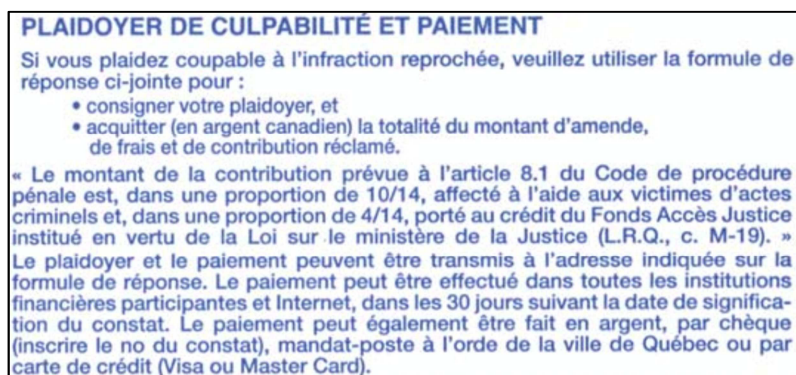 PLAIDOYER DE CULPABILITÉ ET PAIEMENT
Si vous plaidez coupable à l'infraction reprochée, veuillez utiliser la formule de
réponse ci-jointe pour :
• consigner votre plaidoyer, et
• acquitter (en argent canadien) la totalité du montant d'amende,
de frais et de contribution réclamé.
« Le montant de la contribution prévue à l'article 8.1 du Code de procédure
pénale est, dans une proportion de 10/14, affecté à l'aide aux victimes d'actes
criminels et, dans une proportion de 4/14, porté au crédit du Fonds Accès Justice
institué en vertu de la Loi sur le ministère de la Justice (L.R.Q., c. M-19). »
Le plaidoyer et le paiement peuvent être transmis à l'adresse indiquée sur la
formule de réponse. Le paiement peut être effectué dans toutes les institutions
financières participantes et Internet, dans les 30 jours suivant la date de significa-
tion du constat. Le paiement peut également être fait en argent, par chèque
(inscrire le no du constat), mandat-poste à l'orde de la ville de Québec ou par
carte de crédit (Visa ou Master Card).